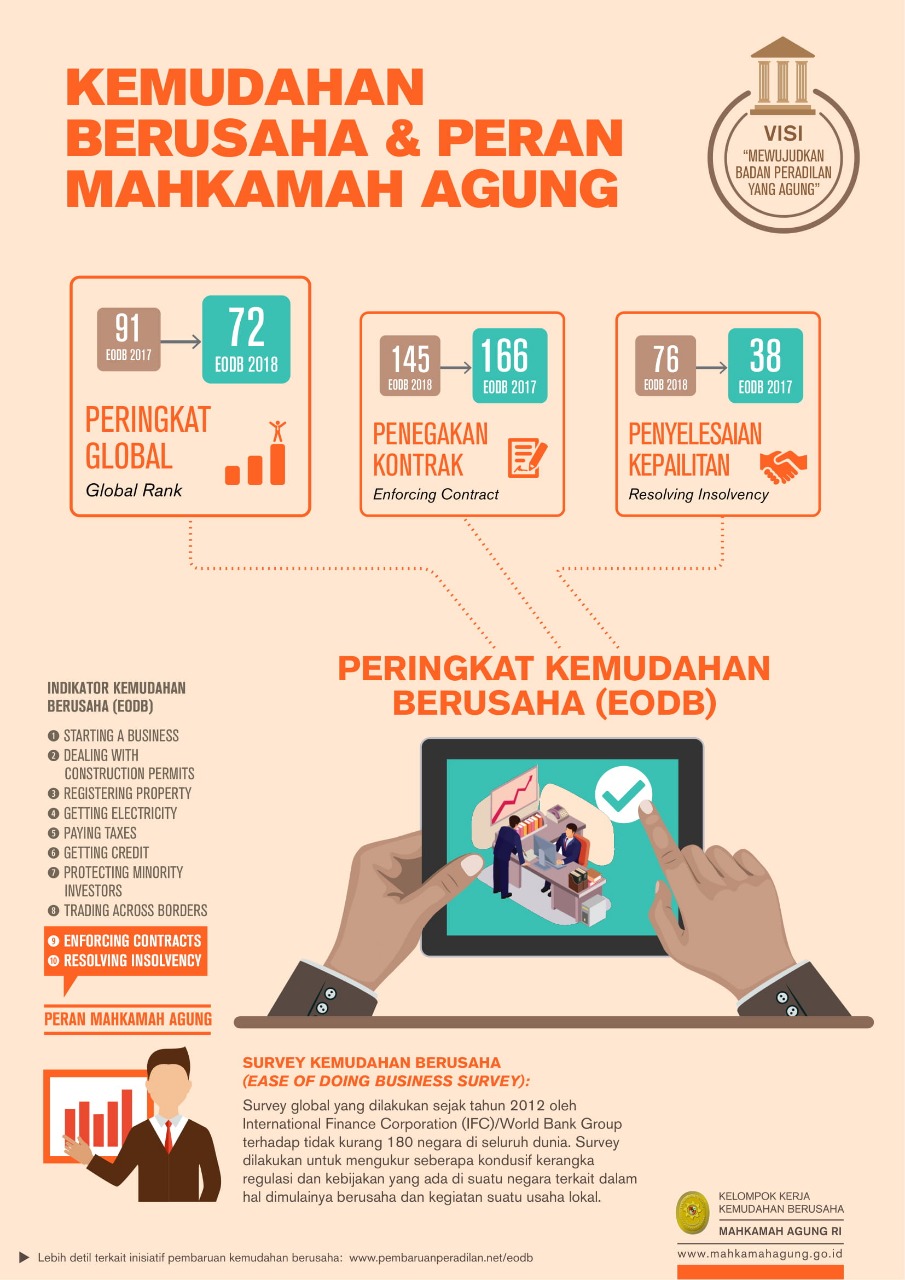 KEMUDAHAN
BERUSAHA & PERAN
MAHKAMAH AGUNG
VISI
“MEWUJUDKAN
BADAN PERADILAN
YANG AGUNG”
91
EODB 2017
72
EODB 2018
PERINGKAT
GLOBAL
Global Rank
145
EODB 2018
166
EODB 2017
PENEGAKAN
KONTRAK
Enforcing Contract
76
EODB 2018
38
EODB 2017
PENYELESAIAN
KEPAILITAN
Resolving Insolvency
PERINGKAT KEMUDAHAN
BERUSAHA (EODB)
INDIKATOR KEMUDAHAN
BERUSAHA (EODB)
1 STARTING A BUSINESS
2 DEALING WITH
CONSTRUCTION PERMITS
3 REGISTERING PROPERTY
4 GETTING ELECTRICITY
5 PAYING TAXES
6 GETTING CREDIT
7 PROTECTING MINORITY
INVESTORS
8 TRADING ACROSS BORDERS
9 ENFORCING CONTRACTS
10 RESOLVING INSOLVENCY
PERAN MAHKAMAH AGUNG
SURVEY KEMUDAHAN BERUSAHA
(EASE OF DOING BUSINESS SURVEY):
Survey global yang dilakukan sejak tahun 2012 oleh
International Finance Corporation (IFC)/World Bank Group
terhadap tidak kurang 180 negara di seluruh dunia. Survey
dilakukan untuk mengukur seberapa kondusif kerangka
regulasi dan kebijakan yang ada di suatu negara terkait dalam
hal dimulainya berusaha dan kegiatan suatu usaha lokal.
KELOMPOK KERJA
KEMUDAHAN BERUSAHA
MAHKAMAH AGUNG RI
www.mahkamahagung.go.id
Lebih detil terkait inisiatif pembaruan kemudahan berusaha: www.pembaruanperadilan.net/eodb